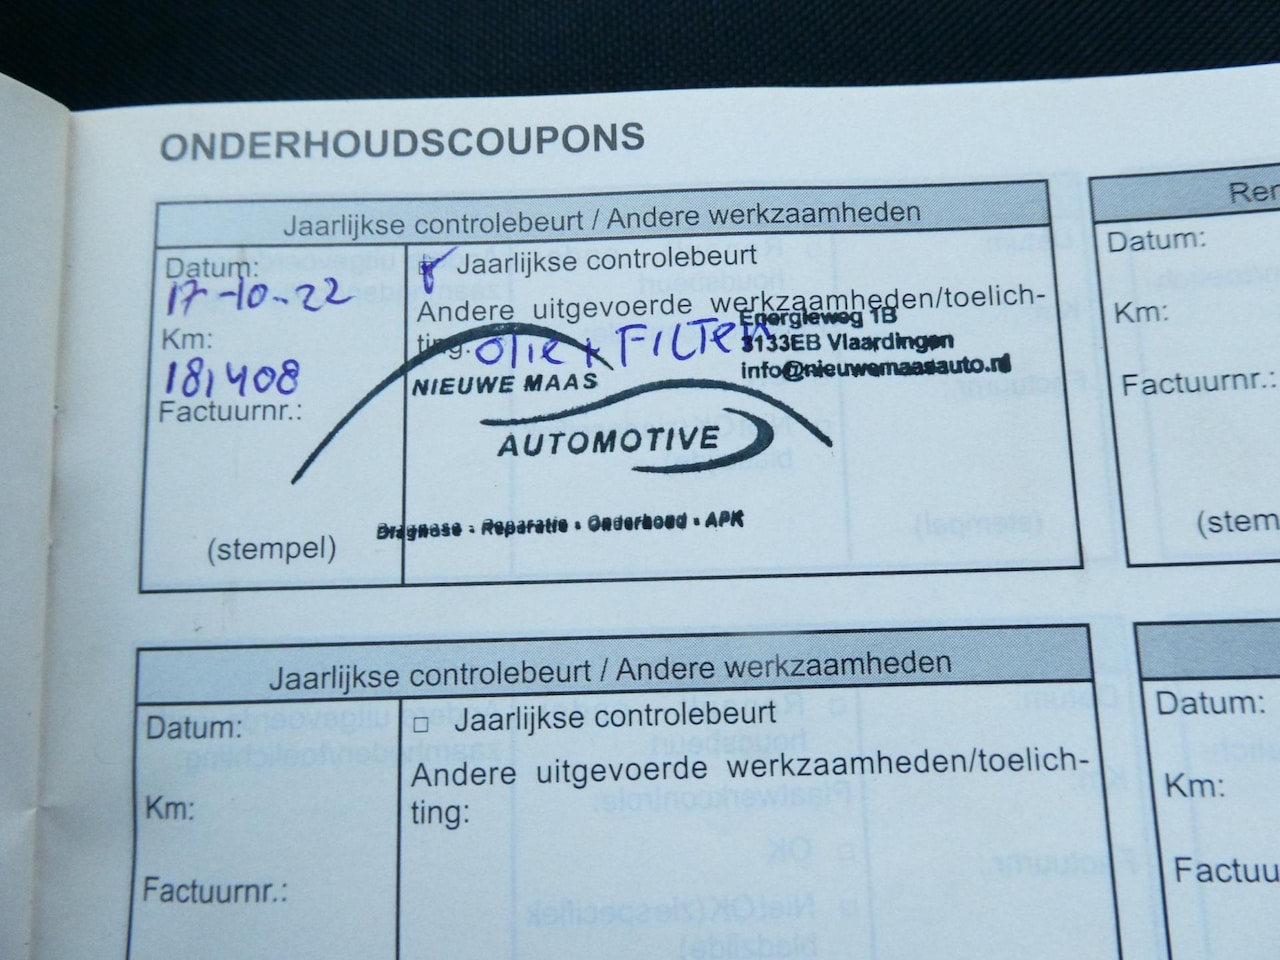 ONDERHOUDSCOUPONS
Jaarlijkse controlebeurt / Andere werkzaamheden
Datum:
17-10-22
Km:
181408
Factuurnr.:
(stempel)
Jaarlijkse controlebeurt
Andere uitgevoerde werkzaamheden/toelich-
ting: olie + FILTER
Energieweg 1B
3133EB Vlaardingen
info@nieuwemaasauto.nl
NIEUWE MAAS
AUTOMOTIVE
Diagnose - Reparatie - Onderhoud - APK
Datum:
Km:
Factuurnr.:
(stem
Jaarlijkse controlebeurt / Andere werkzaamheden
Datum:
Km:
Factuurnr.:
Jaarlijkse controlebeurt
Andere uitgevoerde werkzaamheden/toelich-
ting:
Datum:
Km:
Factuu